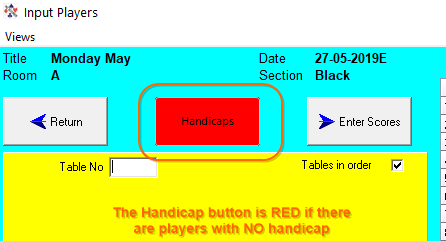 Input Players
Views
Title Monday May Date 27-05-2019E
Room A Section Black
Return Handicaps Enter Scores
Table No Tables in order
The Handicap button is RED if there
are players with NO handicap